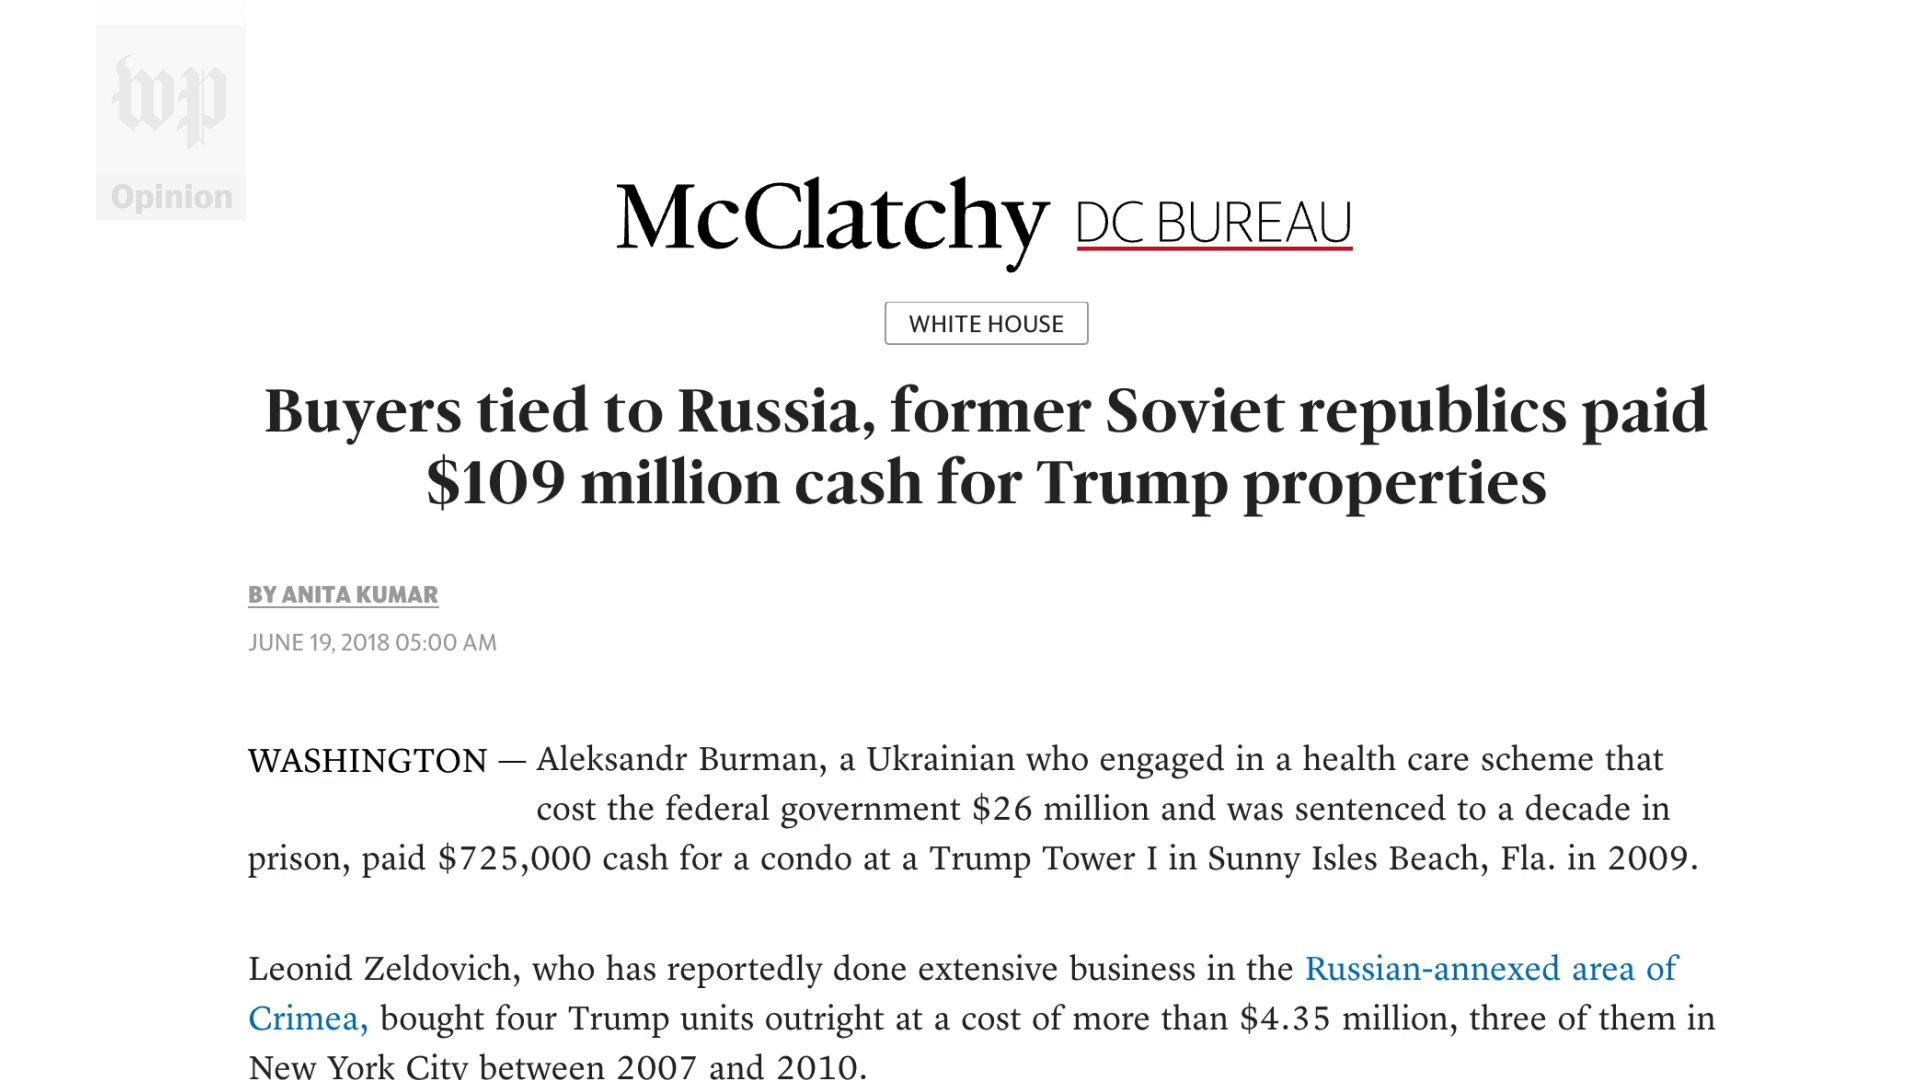 wp
Opinion
McClatchy DC BUREAU
WHITE HOUSE
Buyers tied to Russia, former Soviet republics paid
$109 million cash for Trump properties
BY ANITA KUMAR
JUNE 19, 2018 05:00 AM
WASHINGTON — Aleksandr Burman, a Ukrainian who engaged in a health care scheme that
cost the federal government $26 million and was sentenced to a decade in
prison, paid $725,000 cash for a condo at a Trump Tower I in Sunny Isles Beach, Fla. in 2009.
Leonid Zeldovich, who has reportedly done extensive business in the Russian-annexed area of
Crimea, bought four Trump units outright at a cost of more than $4.35 million, three of them in
New York City between 2007 and 2010.